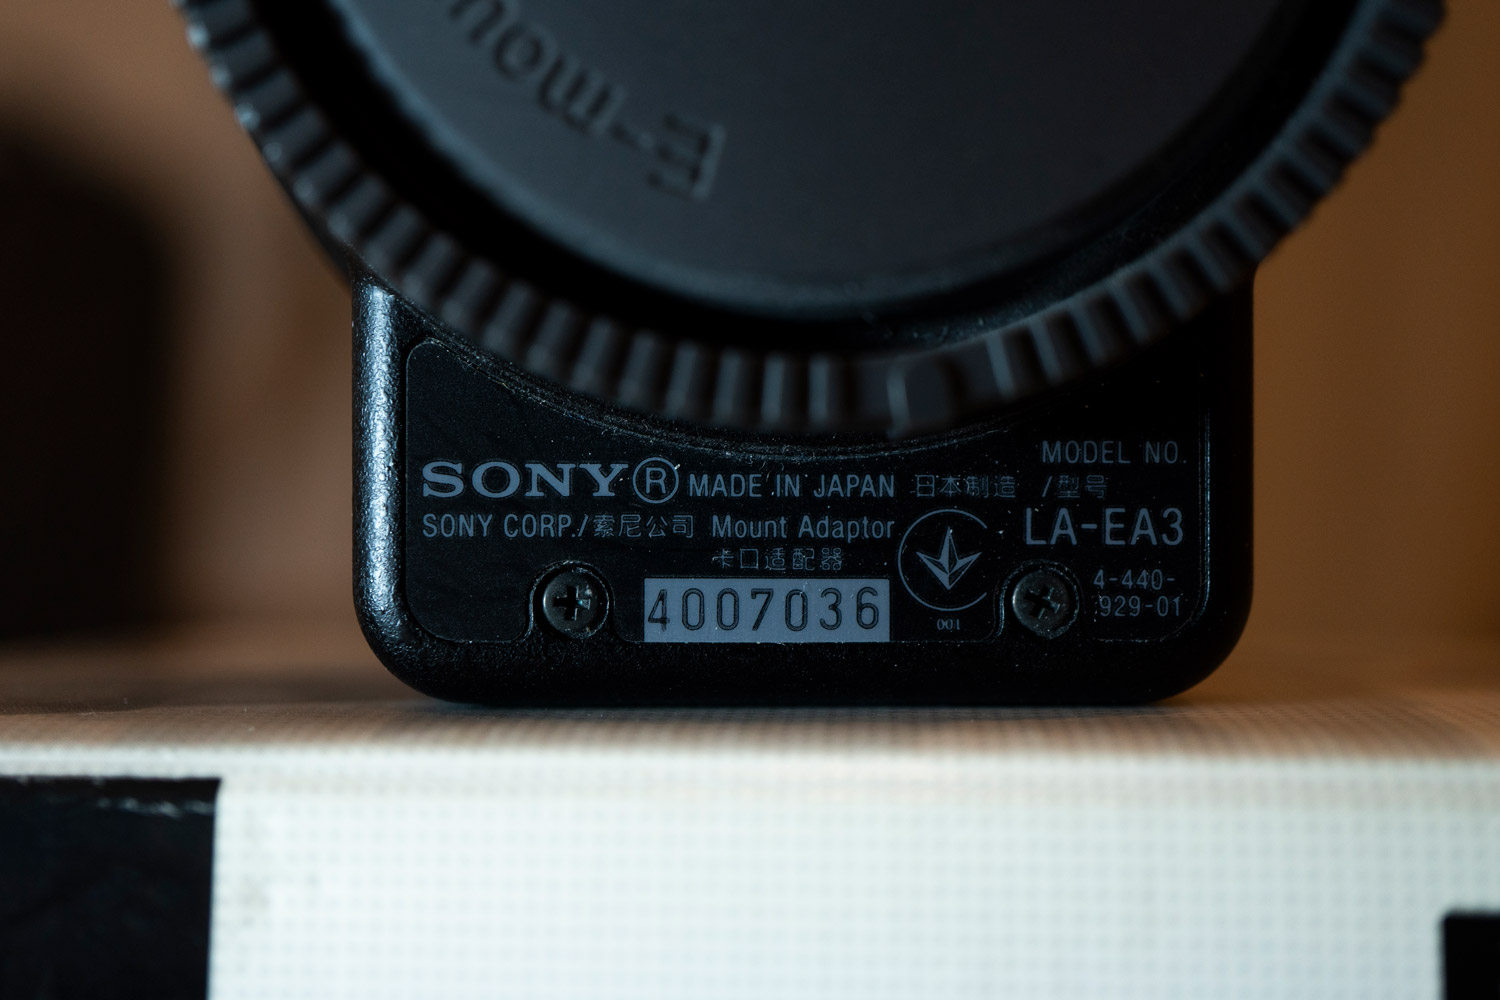 E-mou
SONY® MADE IN JAPAN 日本制造
SONY CORP./索尼公司 Mount Adaptor
卡口适配器
4007036
001
MODEL NO.
/型号
LA-EA3
4-440-
929-01